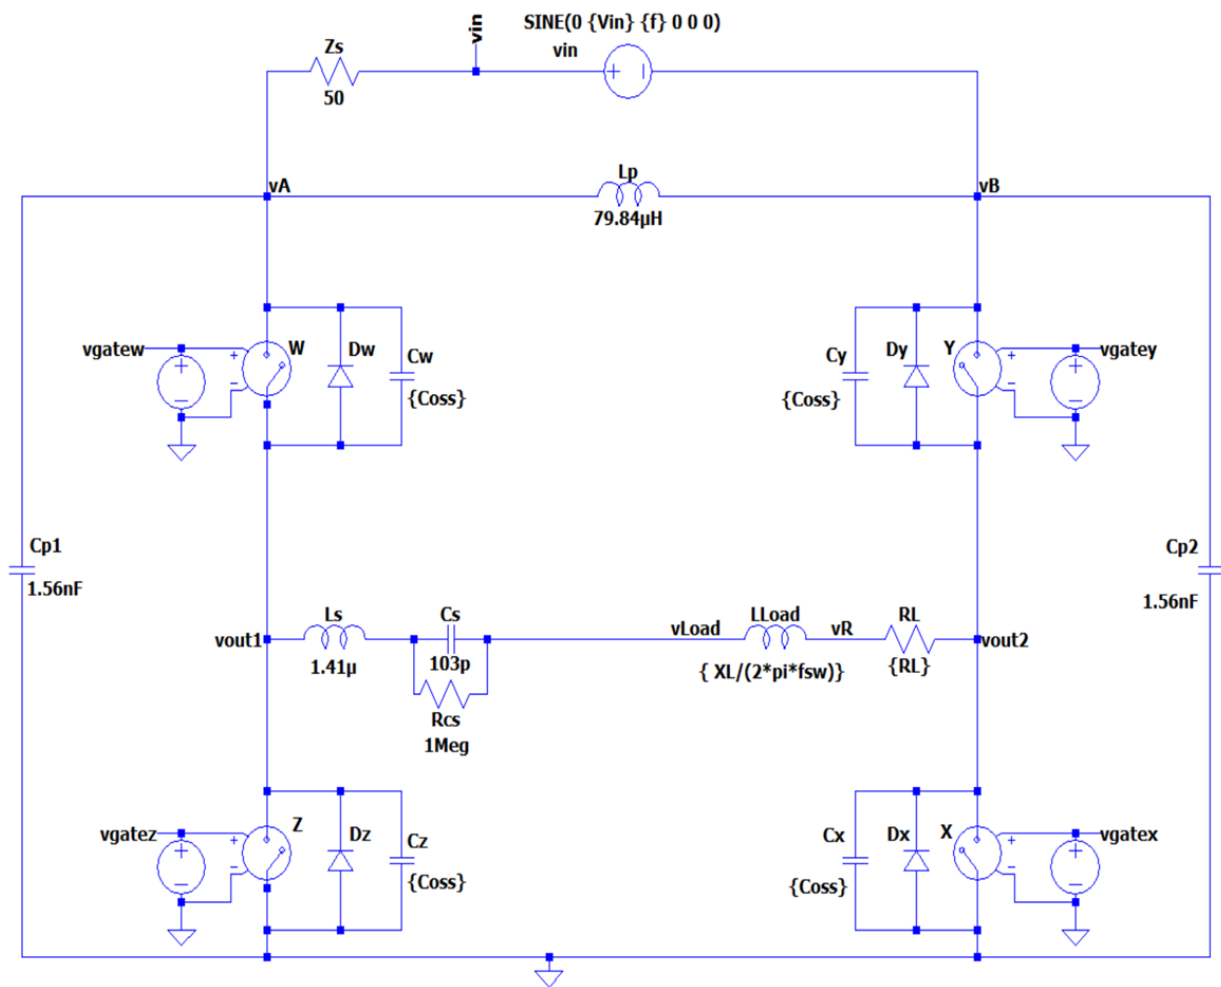 SINE(0 {Vin} {f} 0 0 0)
vin
vin
Zs
50
+
vA
Lp
79.84µH
vB
vgatew
+
−
W
+
−
Dw
Cw
{Coss}
Cy
{Coss}
Dy
Y
+
−
vgatey
+
−
Cp1
1.56nF
Cp2
1.56nF
vout1
Ls
1.41µ
Cs
103p
Rcs
1Meg
vLoad
LLoad
{ XL/(2*pi*fsw)}
vR
RL
{RL}
vout2
vgatez
+
−
Z
+
−
Dz
Cz
{Coss}
Cx
{Coss}
Dx
X
+
−
vgatex
+
−